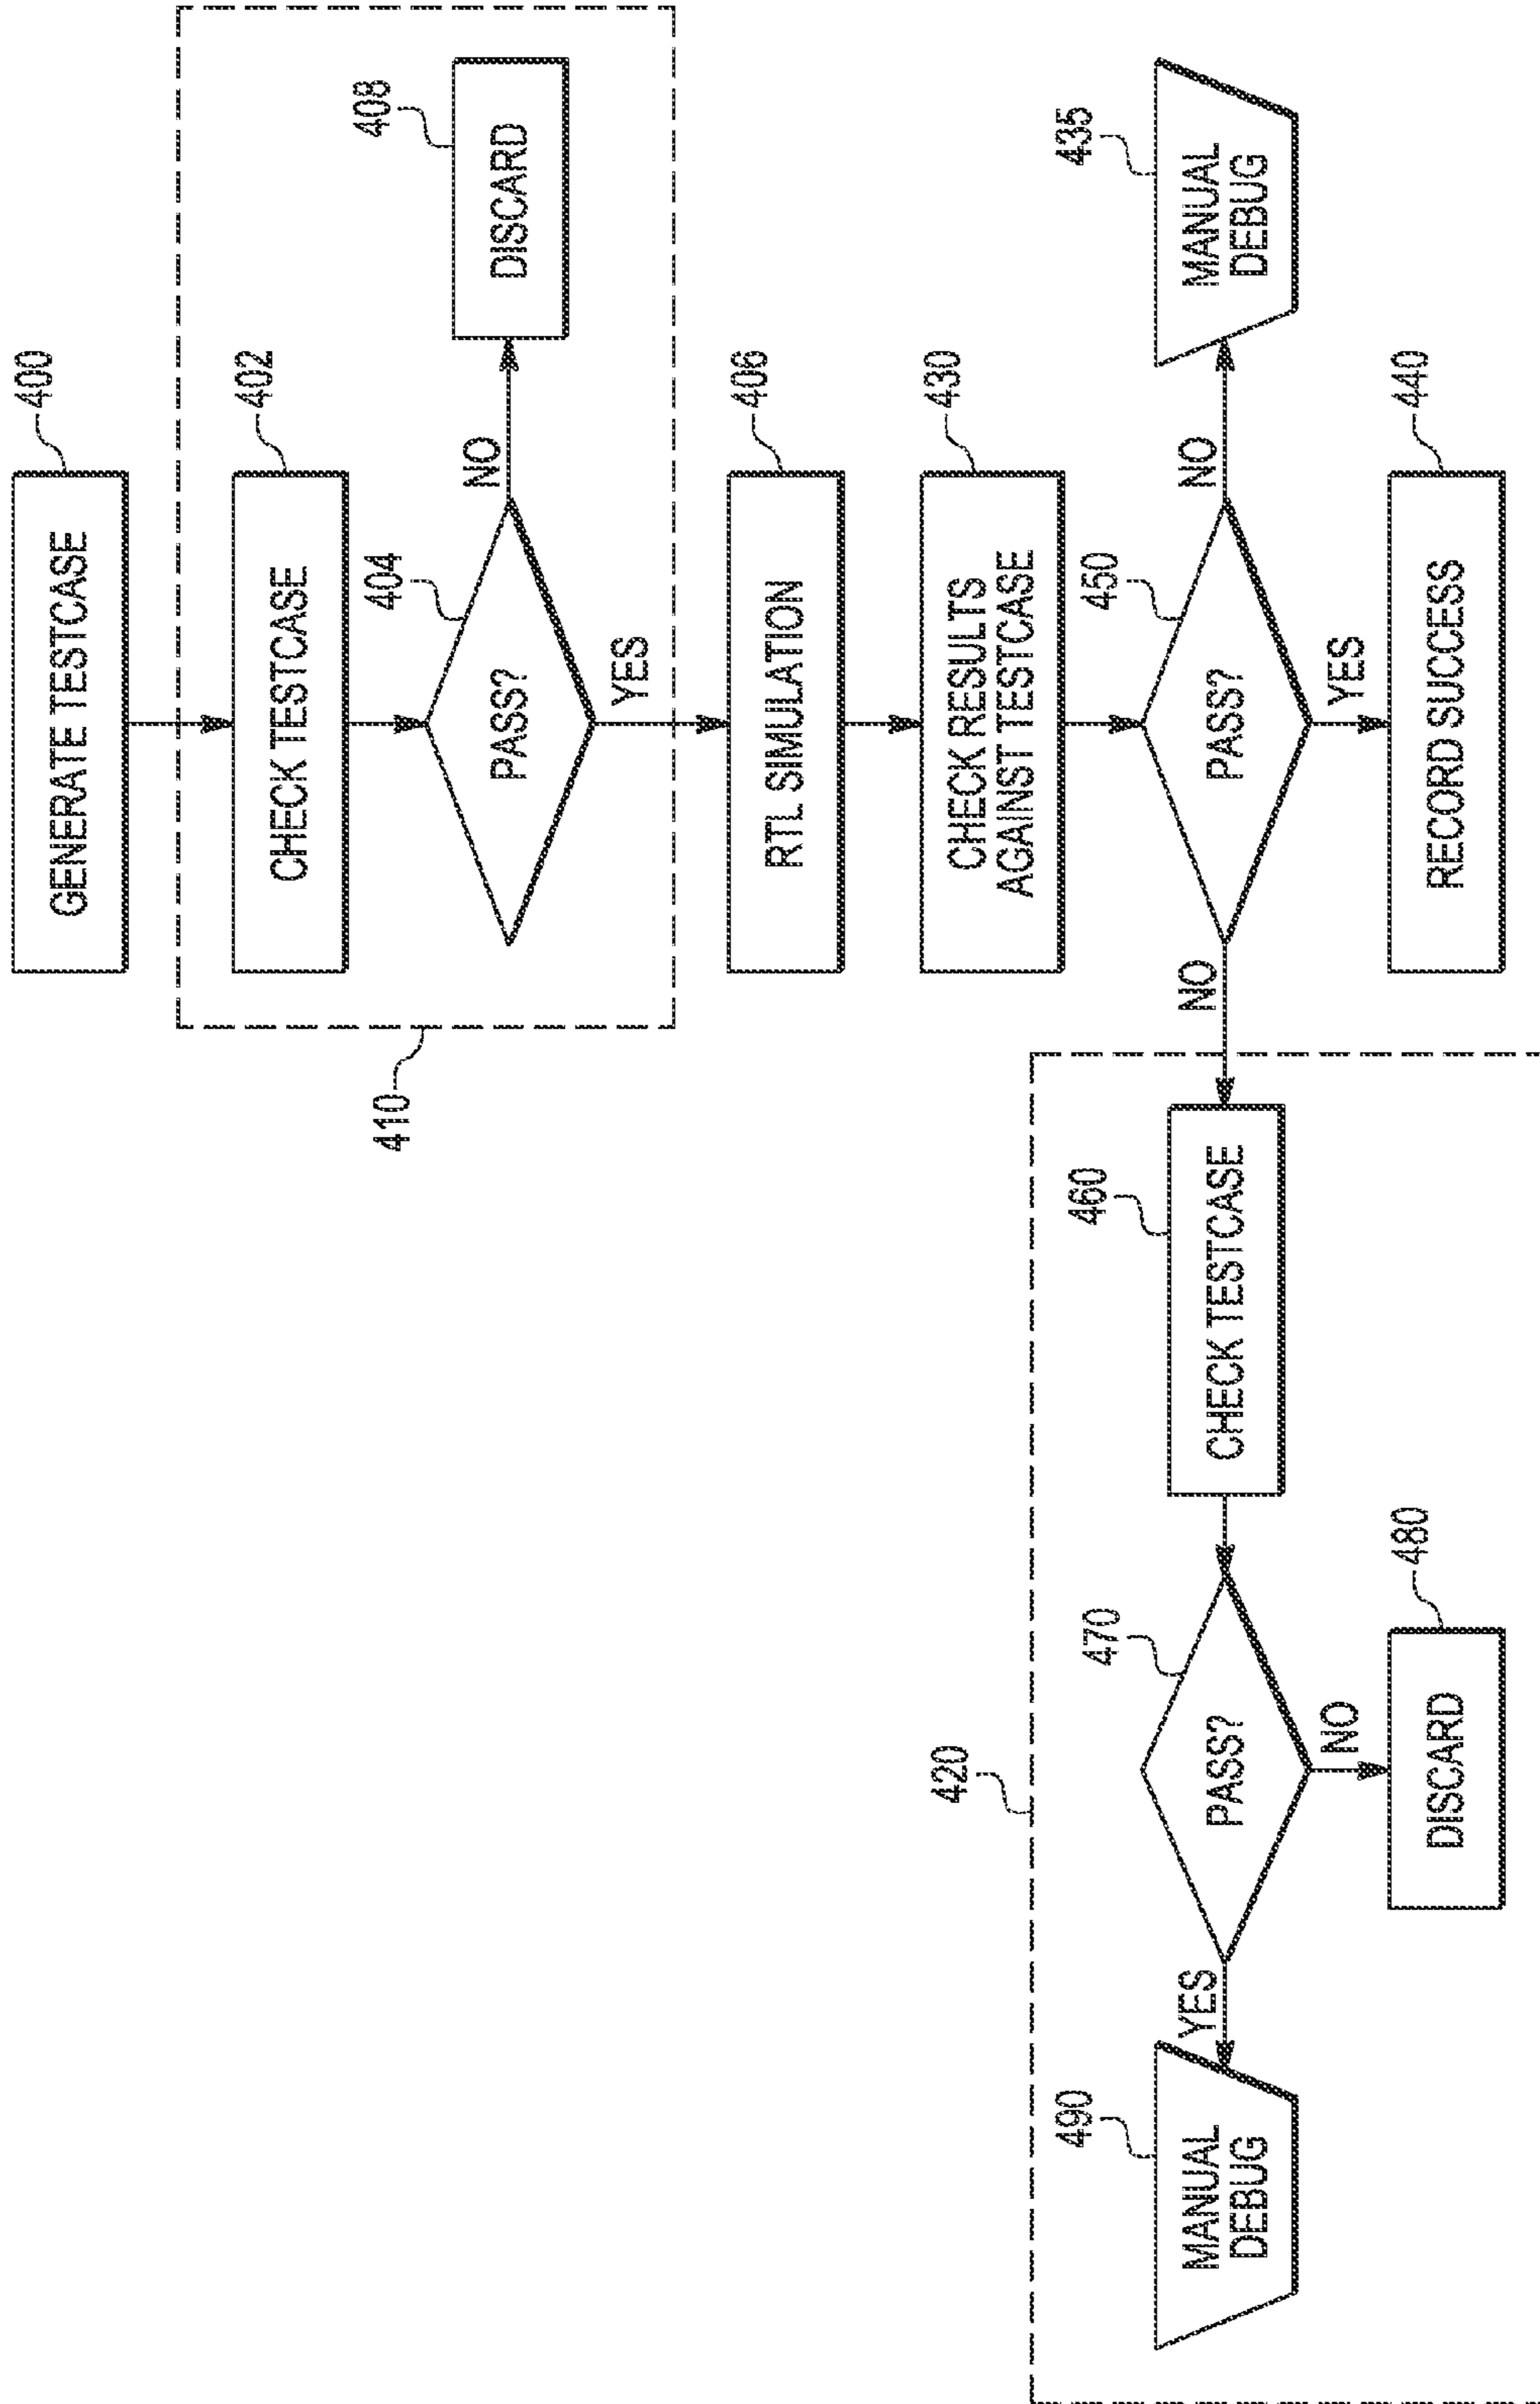 GENERATE TESTCASE
400
410
CHECK TESTCASE
402
404
PASS?
NO
DISCARD
408
YES
RTL SIMULATION
406
CHECK RESULTS
AGAINST TESTCASE
430
450
PASS?
NO
MANUAL
DEBUG
435
YES
RECORD SUCCESS
440
NO
420
CHECK TESTCASE
460
470
PASS?
NO
DISCARD
480
YES
MANUAL
DEBUG
490